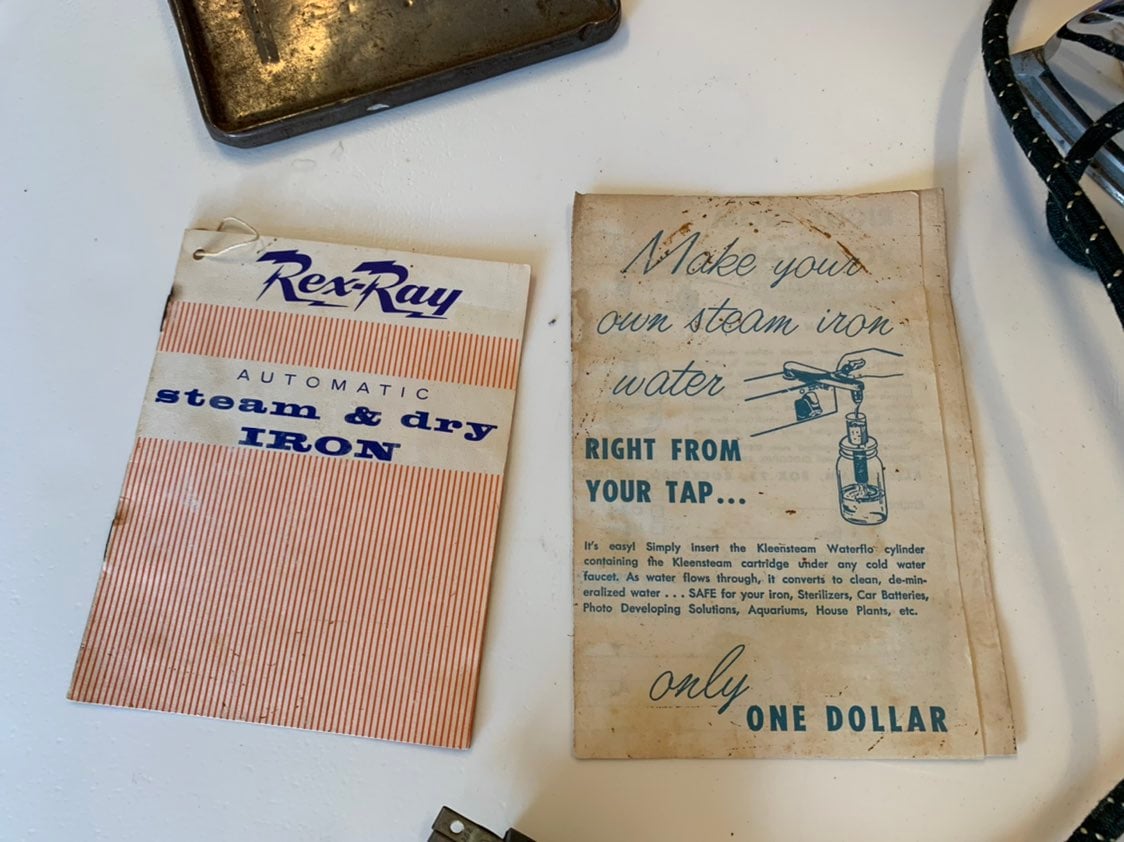 Rex-Ray
AUTOMATIC
steam & dry
IRON
Make your
own steam iron
water
RIGHT FROM
YOUR TAP...
It's easy! Simply insert the Kleensteam Waterflo cylinder
containing the Kleensteam cartridge under any cold water
faucet. As water flows through, it converts to clean, de-min-
eralized water . . . SAFE for your iron, Sterilizers, Car Batteries,
Photo Developing Solutions, Aquariums, House Plants, etc.
only
ONE DOLLAR